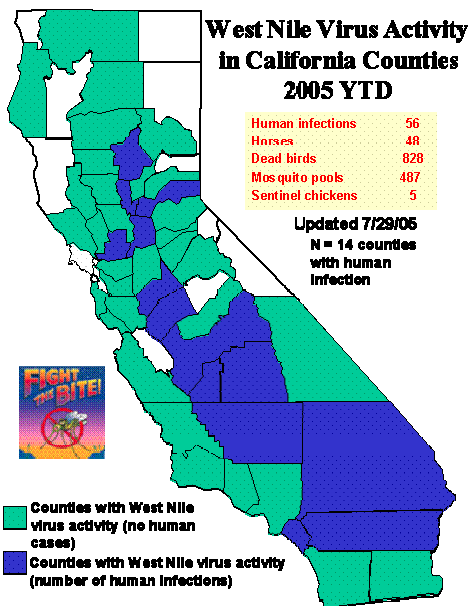 West Nile Virus Activity
in California Counties
2005 YTD
Human infections 56
Horses 48
Dead birds 828
Mosquito pools 487
Sentinel chickens 5
Updated 7/29/05
N = 14 counties
with human
infection
FIGHT
THE
BITE!
Counties with West Nile
virus activity (no human
cases)
Counties with West Nile virus activity
(number of human infections)